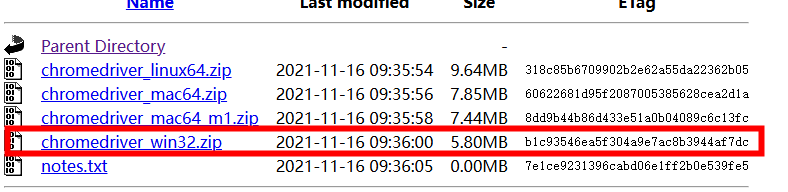 Name Last modified Size ETag
Parent Directory -
chromedriver_linux64.zip 2021-11-16 09:35:54 9.64MB 318c85b6709902b2e62a55da22362b05
chromedriver_mac64.zip 2021-11-16 09:35:56 7.85MB 60622681d95f2087005385628cea2d1a
chromedriver_mac64_m1.zip 2021-11-16 09:35:58 7.44MB 8dd9b44b86d433e51a0b04089c6c13fc
chromedriver_win32.zip 2021-11-16 09:36:00 5.80MB b1c93546ea5f304a9e7ac8b3944af7dc
notes.txt 2021-11-16 09:36:05 0.00MB 7e1ce9231396cabd06e1ff2b0e539fe5